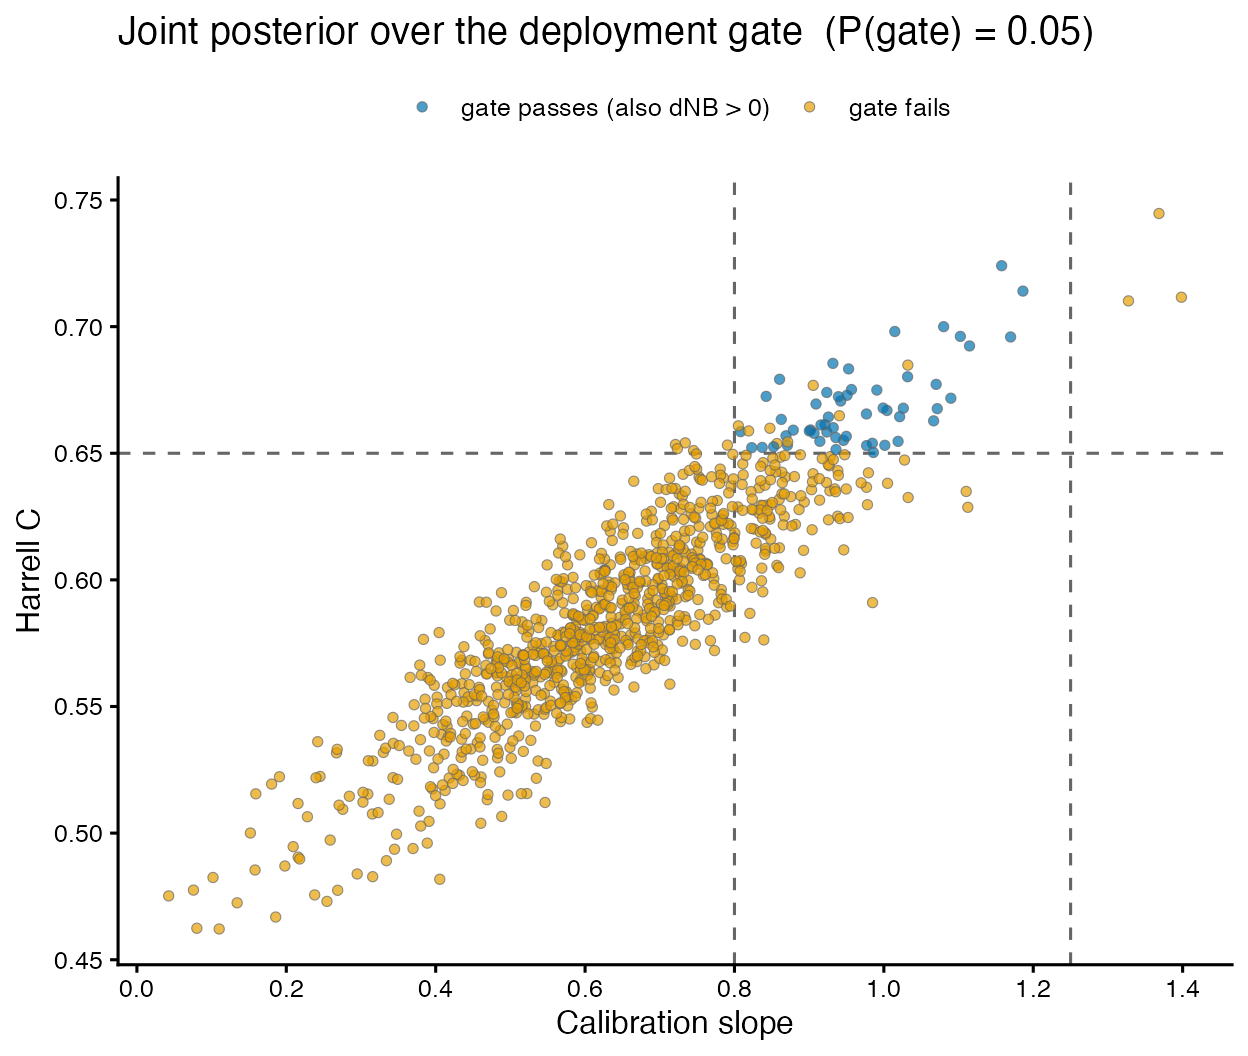 Joint posterior over the deployment gate (P(gate) = 0.05)
gate passes (also dNB > 0)
gate fails
0.75
0.70
0.65
0.60
0.55
0.50
0.45
Harrell C
0.0 0.2 0.4 0.6 0.8 1.0 1.2 1.4
Calibration slope